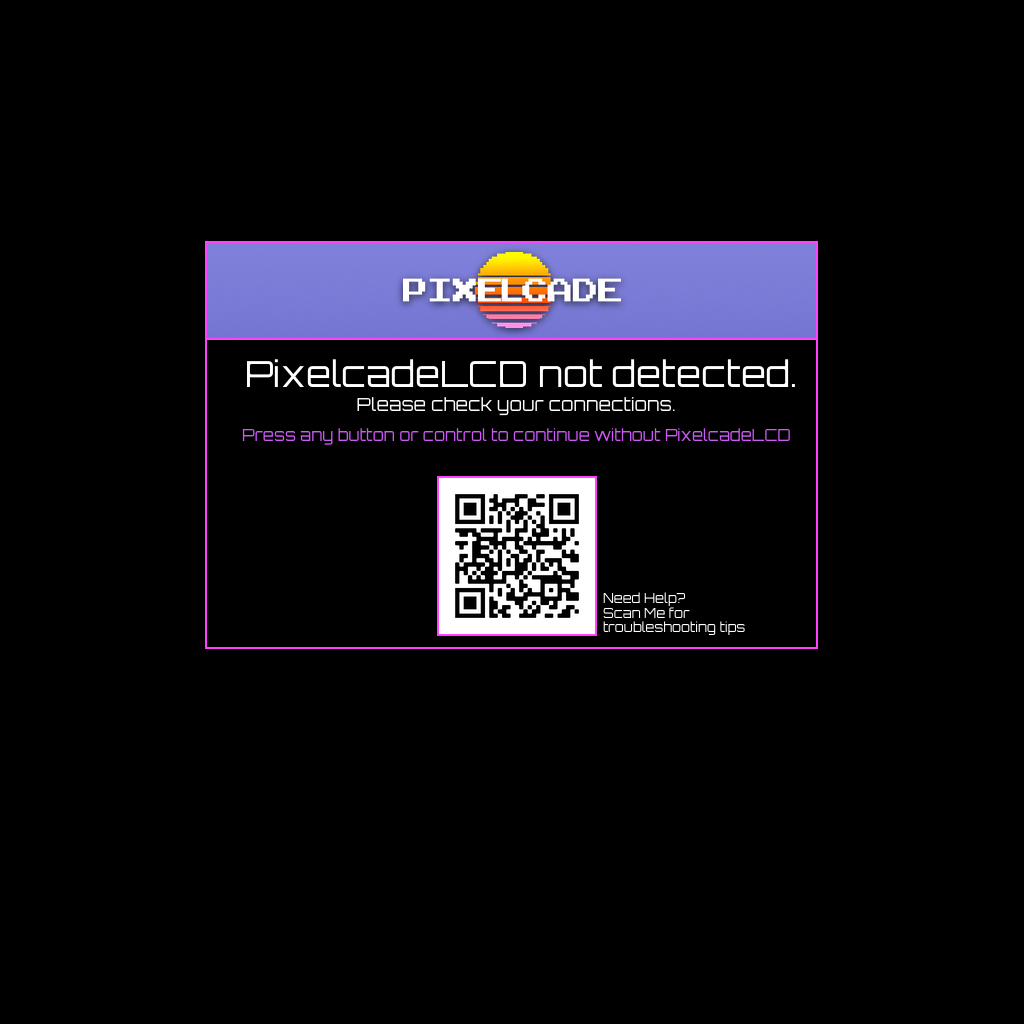 PIXELCADE
PixelcadeLCD not detected.
Please check your connections.
Press any button or control to continue without PixelcadeLCD
Need Help?
Scan Me for
troubleshooting tips